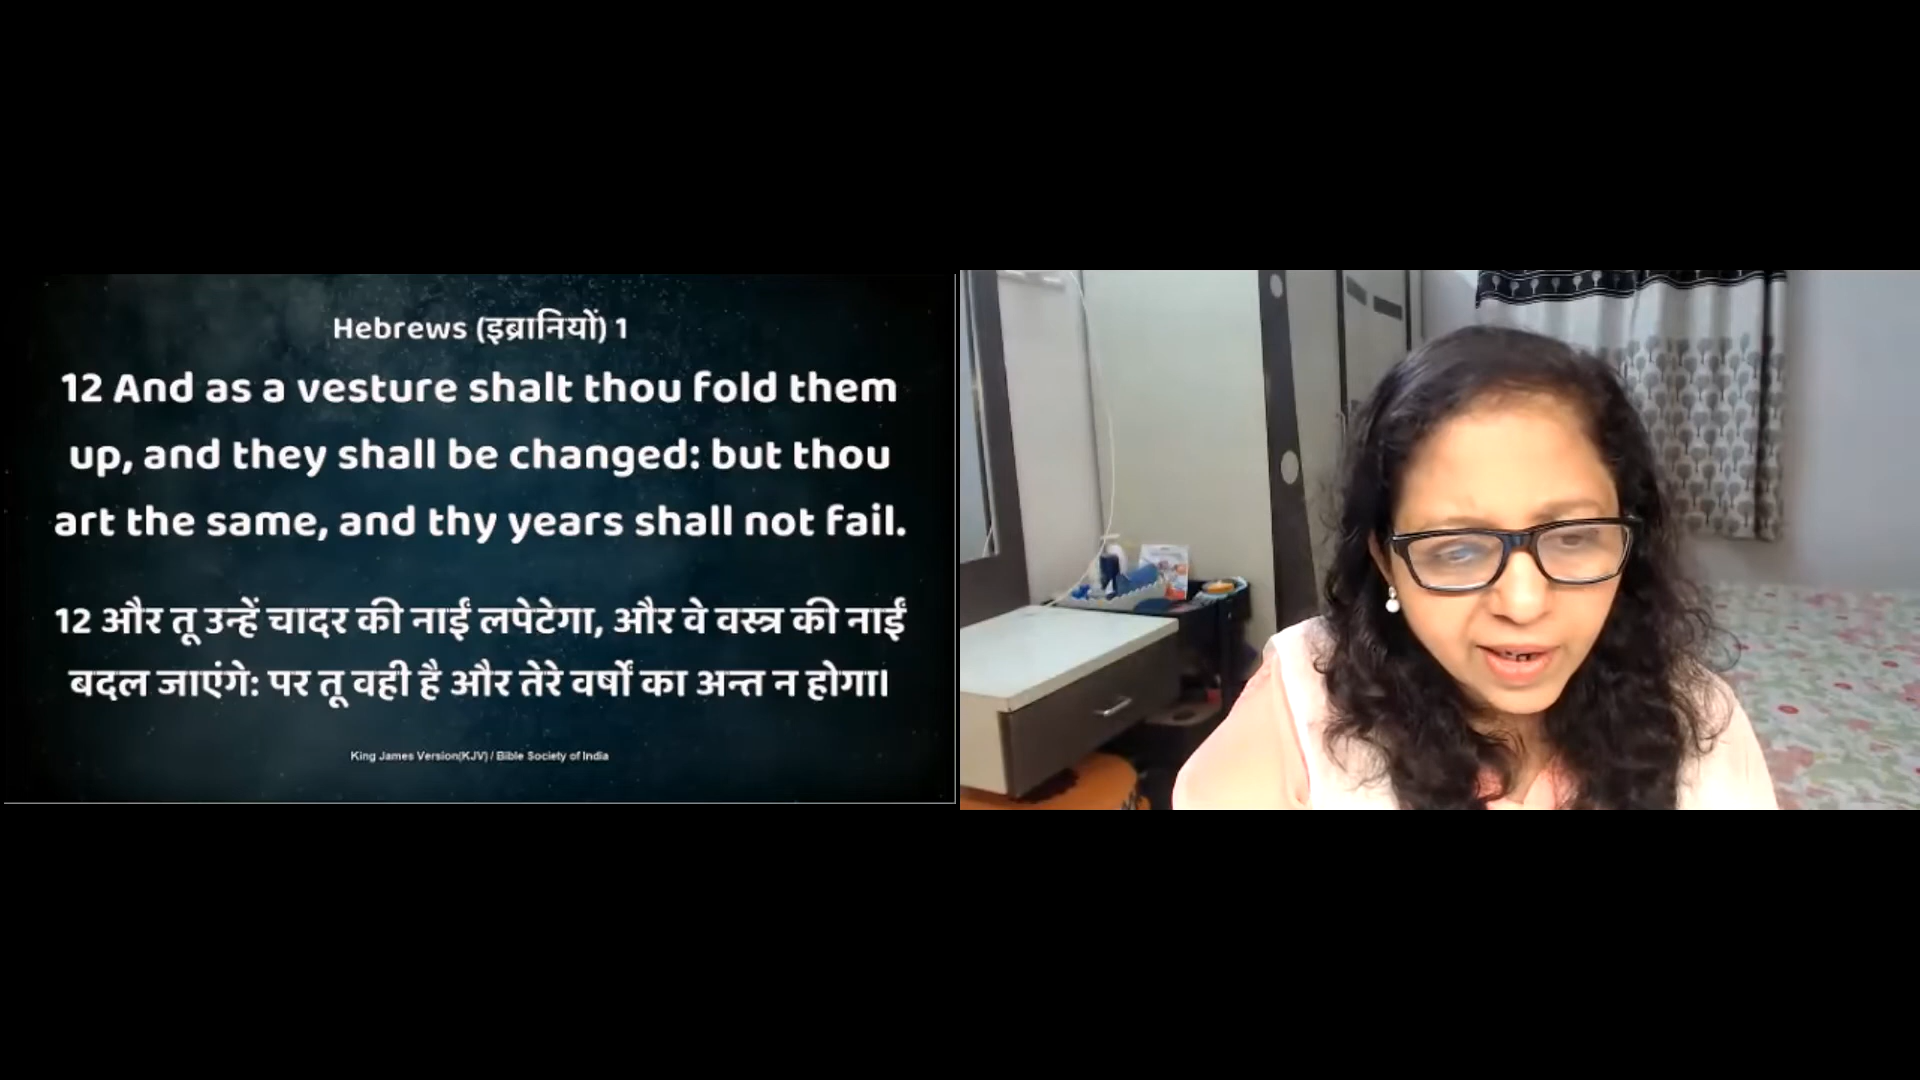 Hebrews (इब्रानियों) 1
12 And as a vesture shalt thou fold them
up, and they shall be changed: but thou
art the same, and thy years shall not fail.
12 और तू उन्हें चादर की नाईं लपेटेगा, और वे वस्त्र की नाईं
बदल जाएंगे: पर तू वही है और तेरे वर्षों का अन्त न होगा।
King James Version(KJV) / Bible Society of India